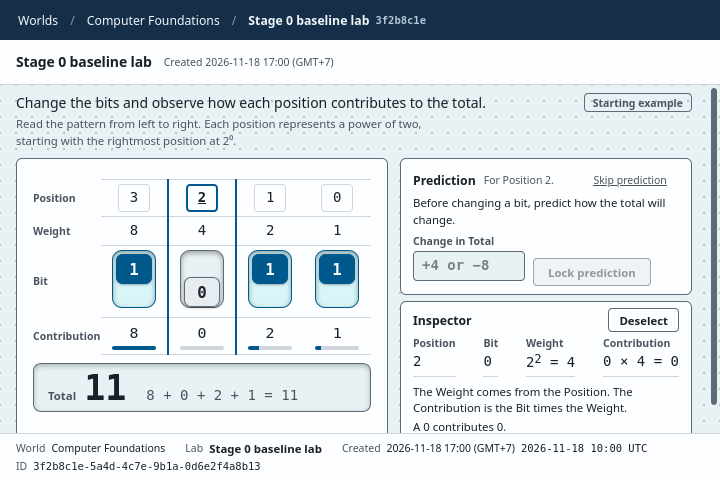 Worlds / Computer Foundations / Stage 0 baseline lab 3f2b8c1e
Stage 0 baseline lab Created 2026-11-18 17:00 (GMT+7)
Change the bits and observe how each position contributes to the total.
Starting example
Read the pattern from left to right. Each position represents a power of two,
starting with the rightmost position at 2⁰.
Position 3 2 1 0
Weight 8 4 2 1
Bit 1 0 1 1
Contribution 8 0 2 1
Total 11 8 + 0 + 2 + 1 = 11
Prediction For Position 2. Skip prediction
Before changing a bit, predict how the total will
change.
Change in Total
+4 or −8 Lock prediction
Inspector Deselect
Position Bit Weight Contribution
2 0 2² = 4 0 × 4 = 0
The Weight comes from the Position. The
Contribution is the Bit times the Weight.
A 0 contributes 0.
World Computer Foundations Lab Stage 0 baseline lab Created 2026-11-18 17:00 (GMT+7) 2026-11-18 10:00 UTC
ID 3f2b8c1e-5a4d-4c7e-9b1a-0d6e2f4a8b13